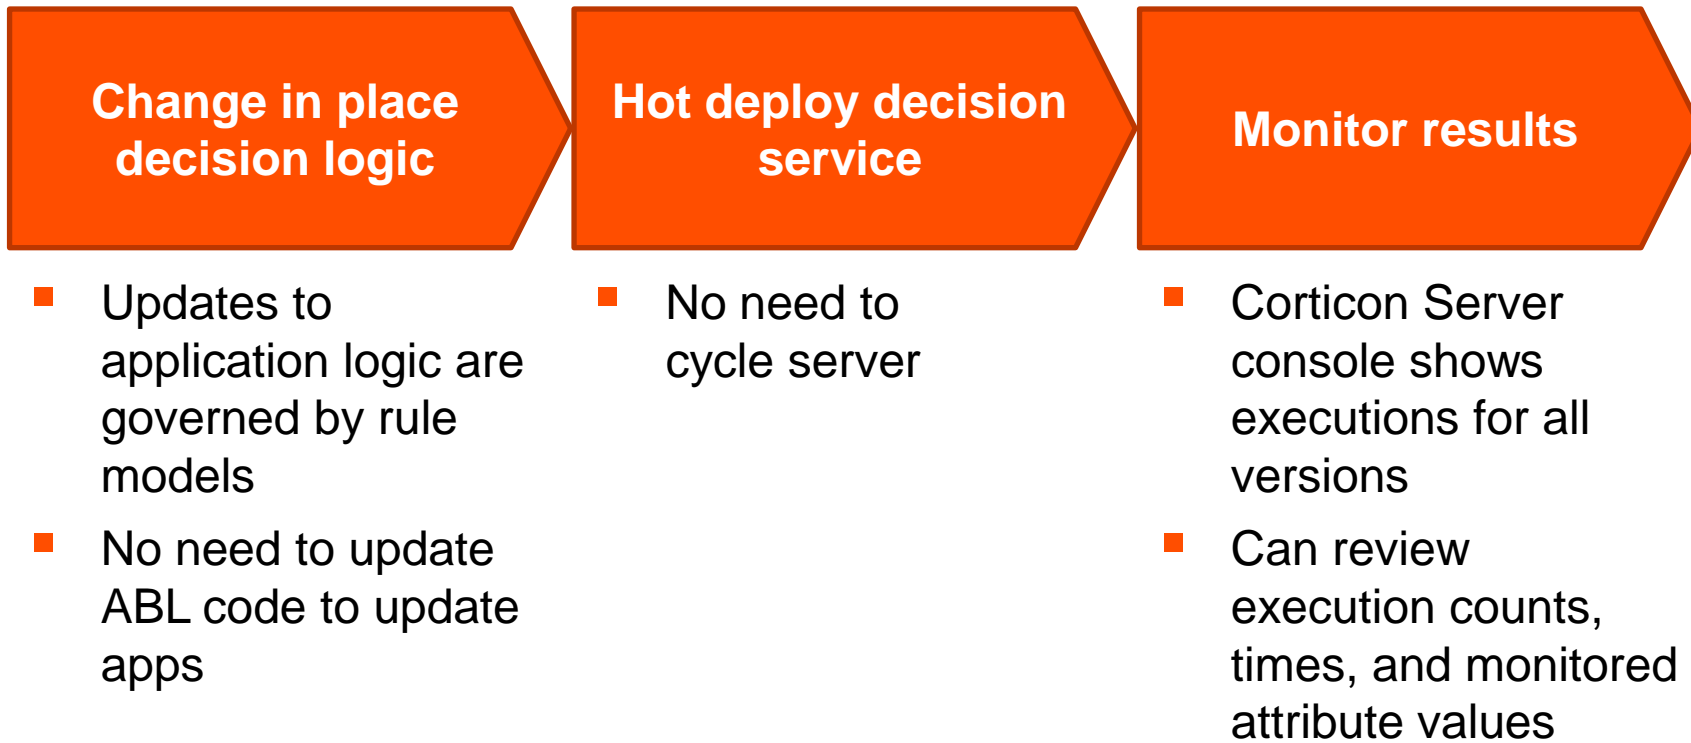 Change in place
decision logic
Updates to
application logic are
governed by rule
models
No need to update
ABL code to update
apps
Hot deploy decision
service
No need to
cycle server
Monitor results
Corticon Server
console shows
executions for all
versions
Can review
execution counts,
times, and monitored
attribute values